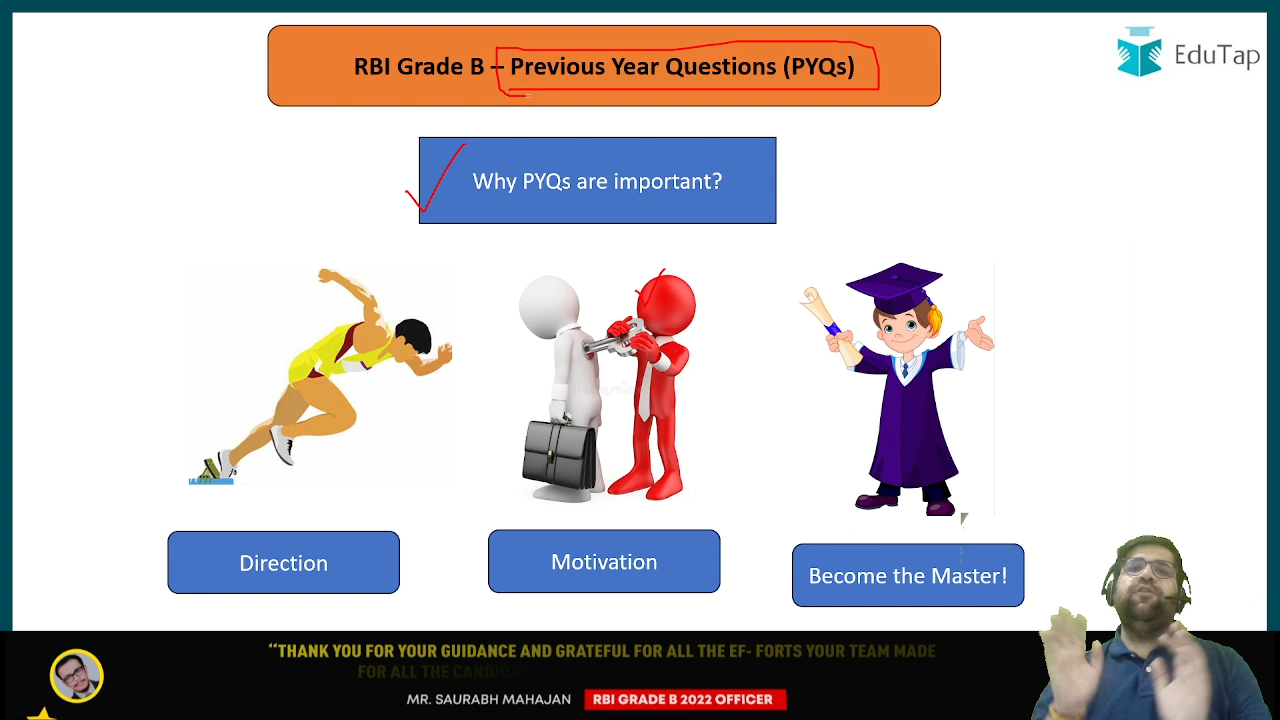 RBI Grade B – Previous Year Questions (PYQs)
EduTap
Why PYQs are important?
Direction
Motivation
Become the Master!
“THANK YOU FOR YOUR GUIDANCE AND GRATEFUL FOR ALL THE EF- FORTS YOUR TEAM MADE
FOR ALL THE
MR. SAURABH MAHAJAN RBI GRADE B 2022 OFFICER